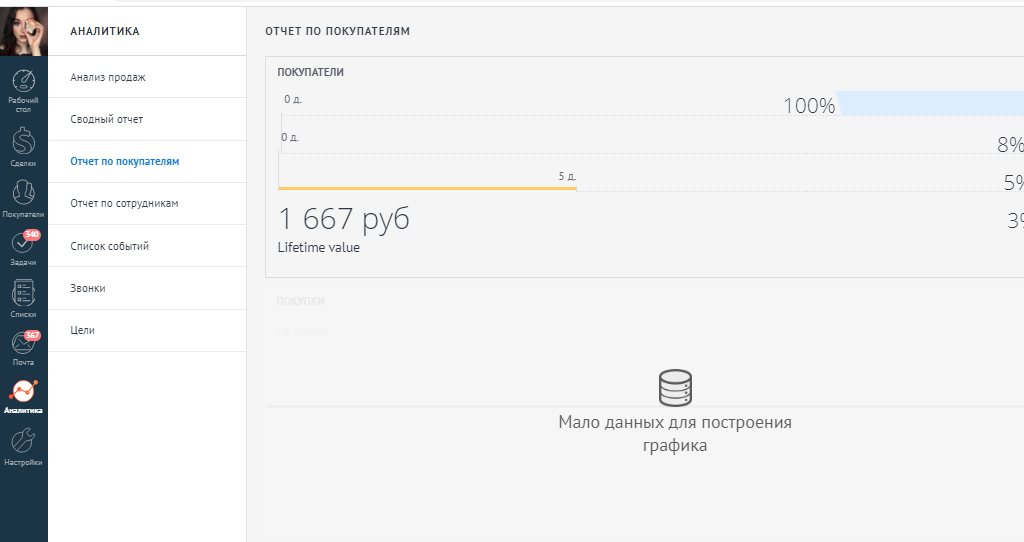 АНАЛИТИКА
Анализ продаж
Сводный отчет
Отчет по покупателям
Отчет по сотрудникам
Список событий
Звонки
Цели
Рабочий
стол
Сделки
Покупатели
340
Задачи
Списки
367
Почта
Аналитика
Настройки
ОТЧЕТ ПО ПОКУПАТЕЛЯМ
ПОКУПАТЕЛИ
0 д.
100%
0 д.
8%
5 д.
5%
1 667 руб
3%
Lifetime value
ПОКУПКИ
Мало данных для построения
графика